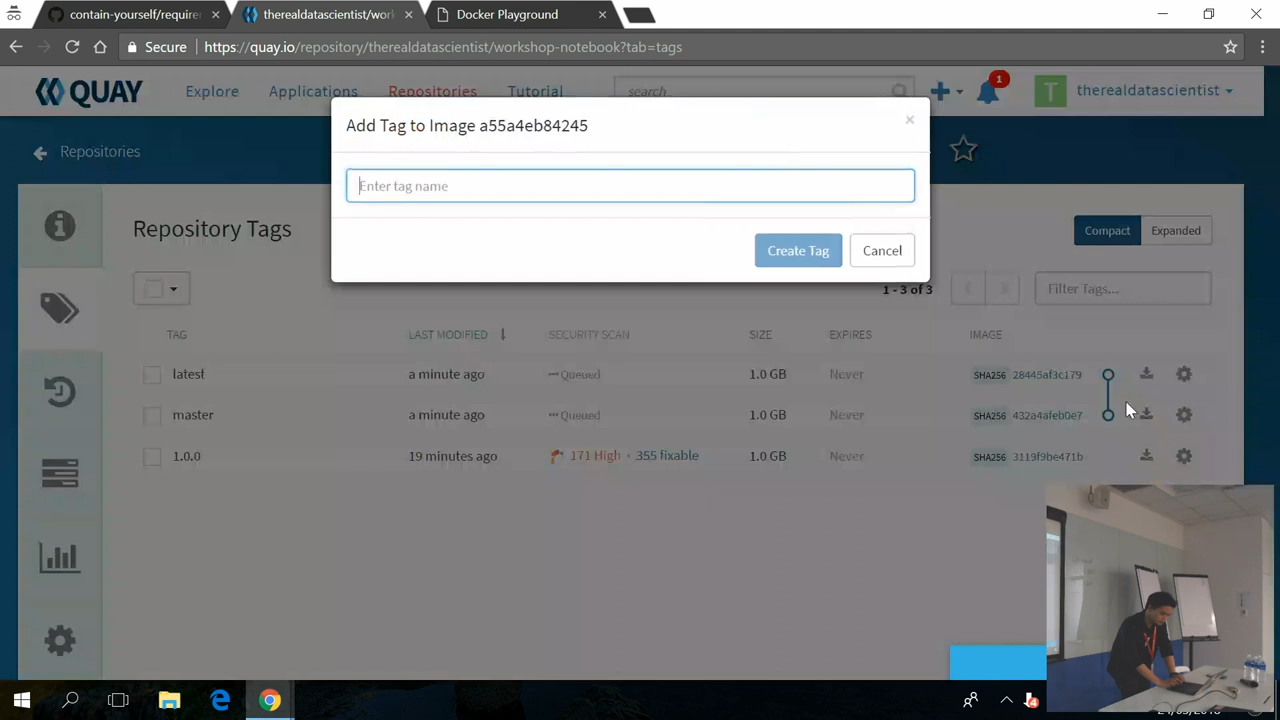 contain-yourself/require
therealdatascientist/work
Docker Playground
Secure
https://quay.io/repository/therealdatascientist/workshop-notebook?tab=tags
QUAY
Explore
Applications
Repositories
Tutorial
search
1
T
therealdatascientist
Repositories
Add Tag to Image a55a4eb84245
×
Enter tag name
Create Tag
Cancel
Repository Tags
Compact
Expanded
1 - 3 of 3
Filter Tags...
TAG LAST MODIFIED SECURITY SCAN SIZE EXPIRES IMAGE
latest a minute ago Queued 1.0 GB Never SHA256 28445af3c179
master a minute ago Queued 1.0 GB Never SHA256 432a4afeb0e7
1.0.0 19 minutes ago 171 High · 355 fixable 1.0 GB Never SHA256 3119f9be471b